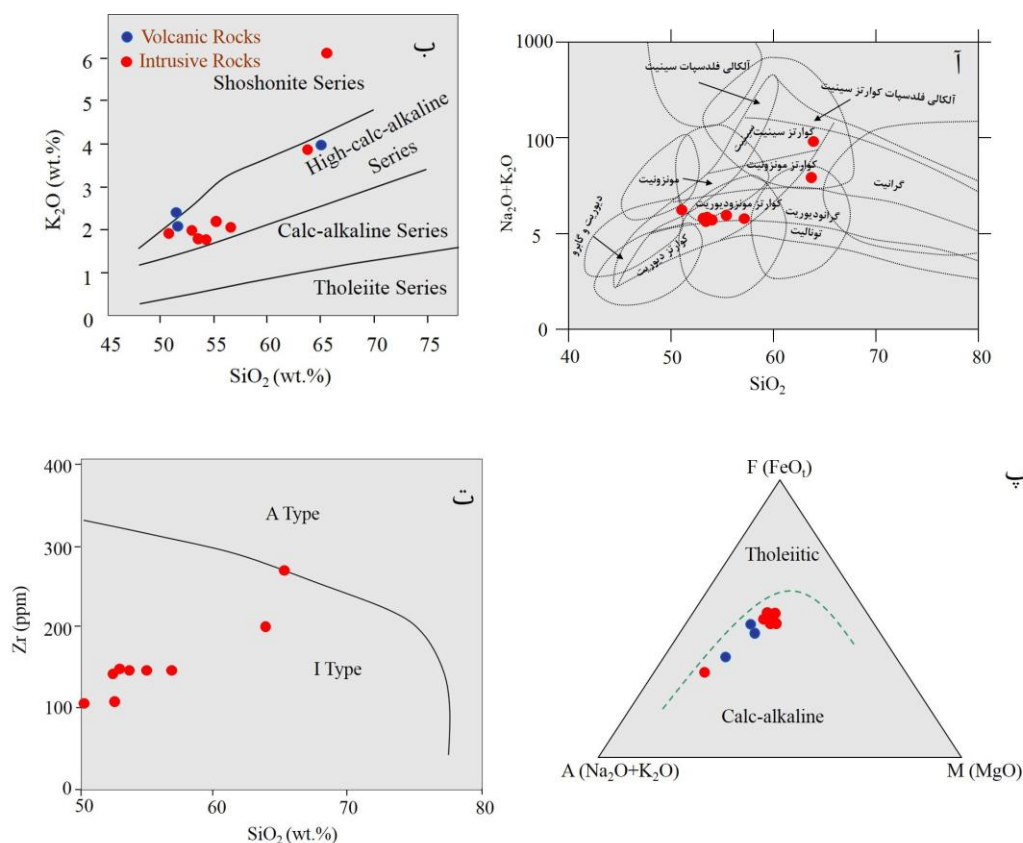 ب
Volcanic Rocks
Intrusive Rocks
Shoshonite Series
High-calc-alkaline
Series
Calc-alkaline Series
Tholeiite Series
K₂O (wt.%)
6
5
4
3
2
1
0
45
50
55
60
65
70
75
SiO₂ (wt.%)
آ
آلکالی فلدسپات سینیت
آلکالی فلدسپات کوارتز سینیت
کوارتز سینیت
کوارتز مونزونیت
مونزونیت
کوارتز مونزودیوریت
گرانیت
گرانودیوریت
تونالیت
کوارتز دیوریت
دیوریت و گابرو
Na₂O+K₂O
1000
100
5
0
40
50
60
70
80
SiO₂
ت
A Type
I Type
Zr (ppm)
400
300
200
100
0
50
60
70
80
SiO₂ (wt.%)
پ
F (FeOₜ)
Tholeiitic
Calc-alkaline
A (Na₂O+K₂O)
M (MgO)